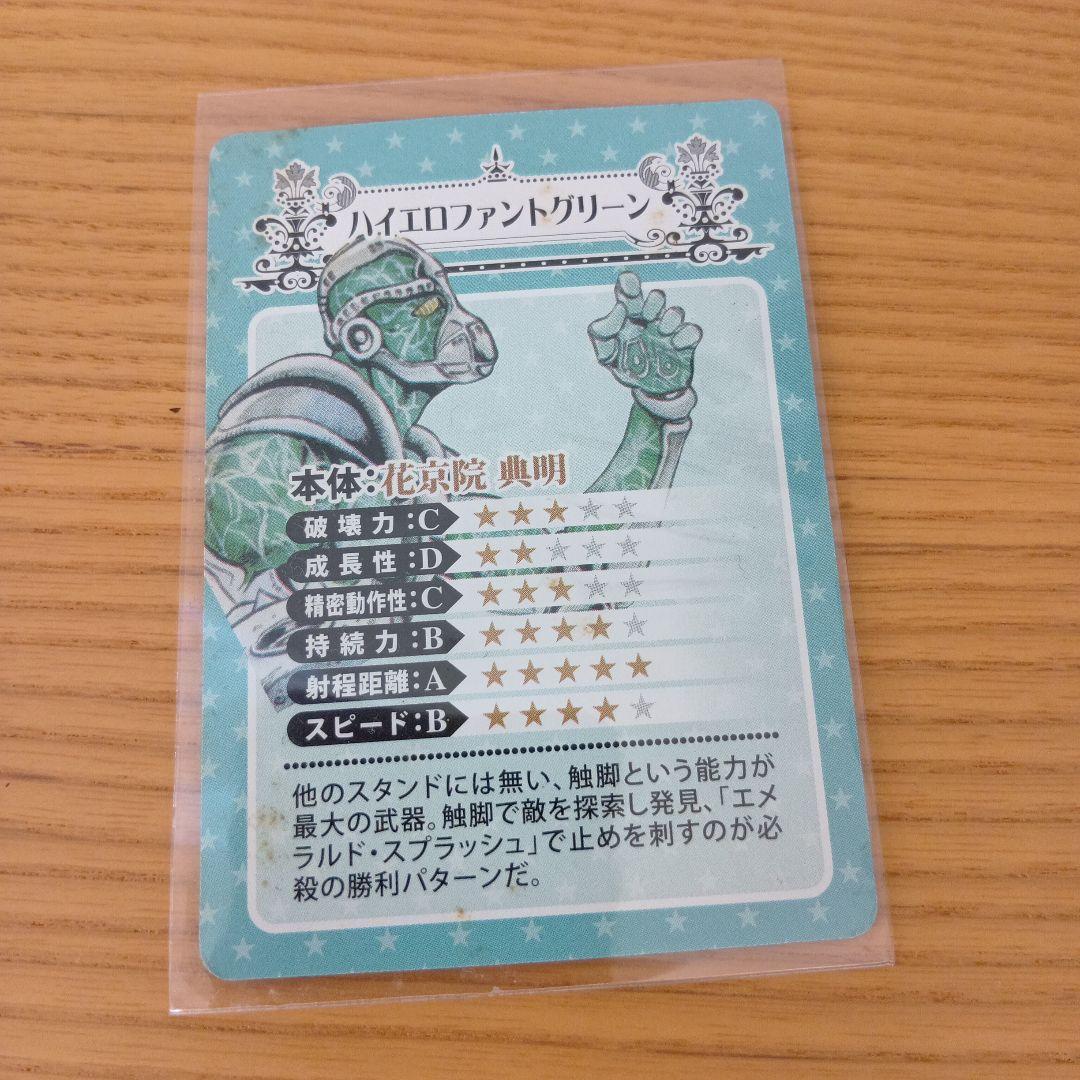 ハイエロファントグリーン
本体:花京院 典明
破壊力:C ★★★★★
成長性:D ★★★★★
精密動作性:C ★★★★★
持続力:B ★★★★★
射程距離:A ★★★★★
スピード:B ★★★★★
他のスタンドには無い、触脚という能力が
最大の武器。触脚で敵を探索し発見、「エメ
ラルド・スプラッシュ」で止めを刺すのが必
殺の勝利パターンだ。